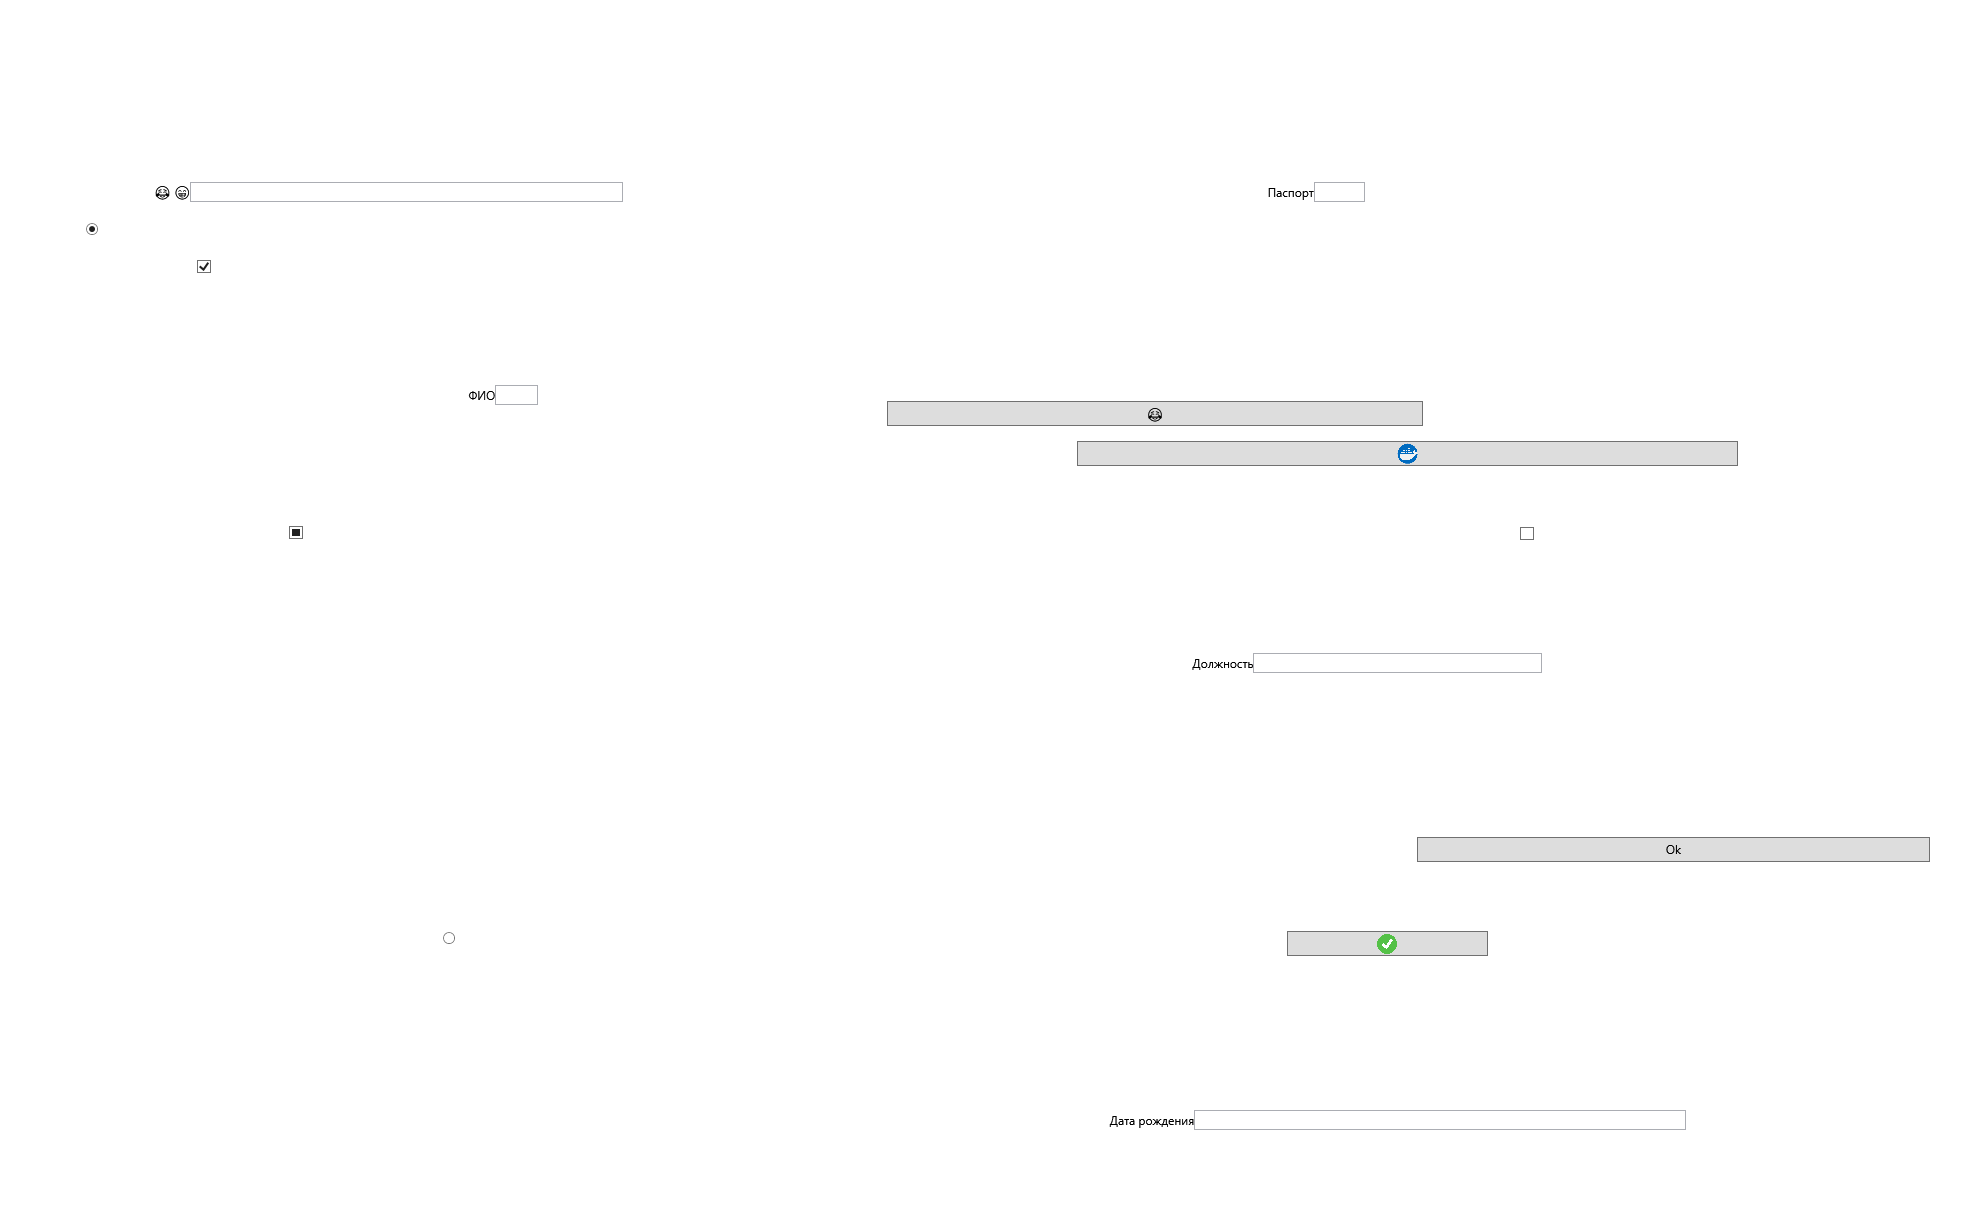 Паспорт
ФИО
Должность
Ok
Дата рождения